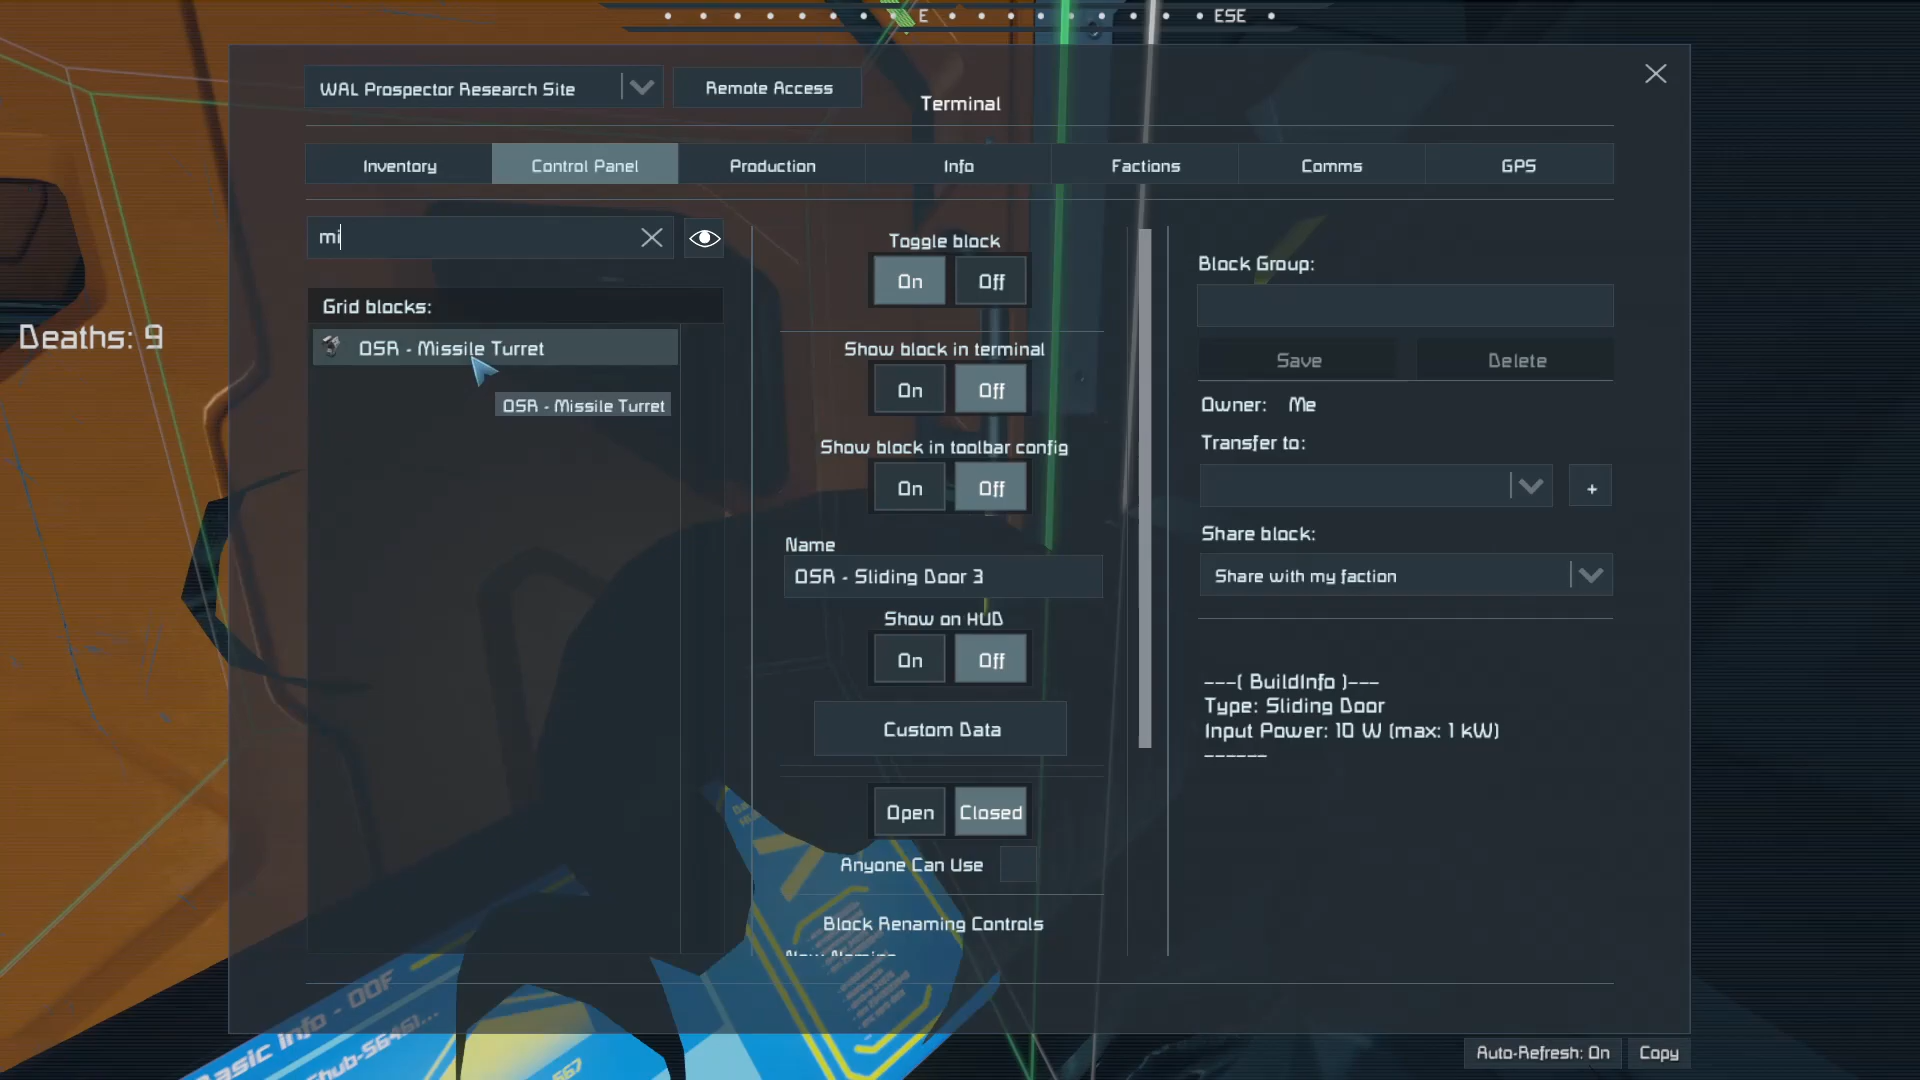 E
ESE
WAL Prospector Research Site
Remote Access
Terminal
Inventory
Control Panel
Production
Info
Factions
Comms
GPS
mi
Grid blocks:
OSR - Missile Turret
OSR - Missile Turret
Deaths: 9
Toggle block
On
Off
Show block in terminal
On
Off
Show block in toolbar config
On
Off
Name
OSR - Sliding Door 3
Show on HUD
On
Off
Custom Data
Open
Closed
Anyone Can Use
Block Renaming Controls
Block Group:
Save
Delete
Owner: Me
Transfer to:
+
Share block:
Share with my faction
---( BuildInfo )---
Type: Sliding Door
Input Power: 10 W (max: 1 kW)
------
Basic Info - OOF
Auto-Refresh: On
Copy